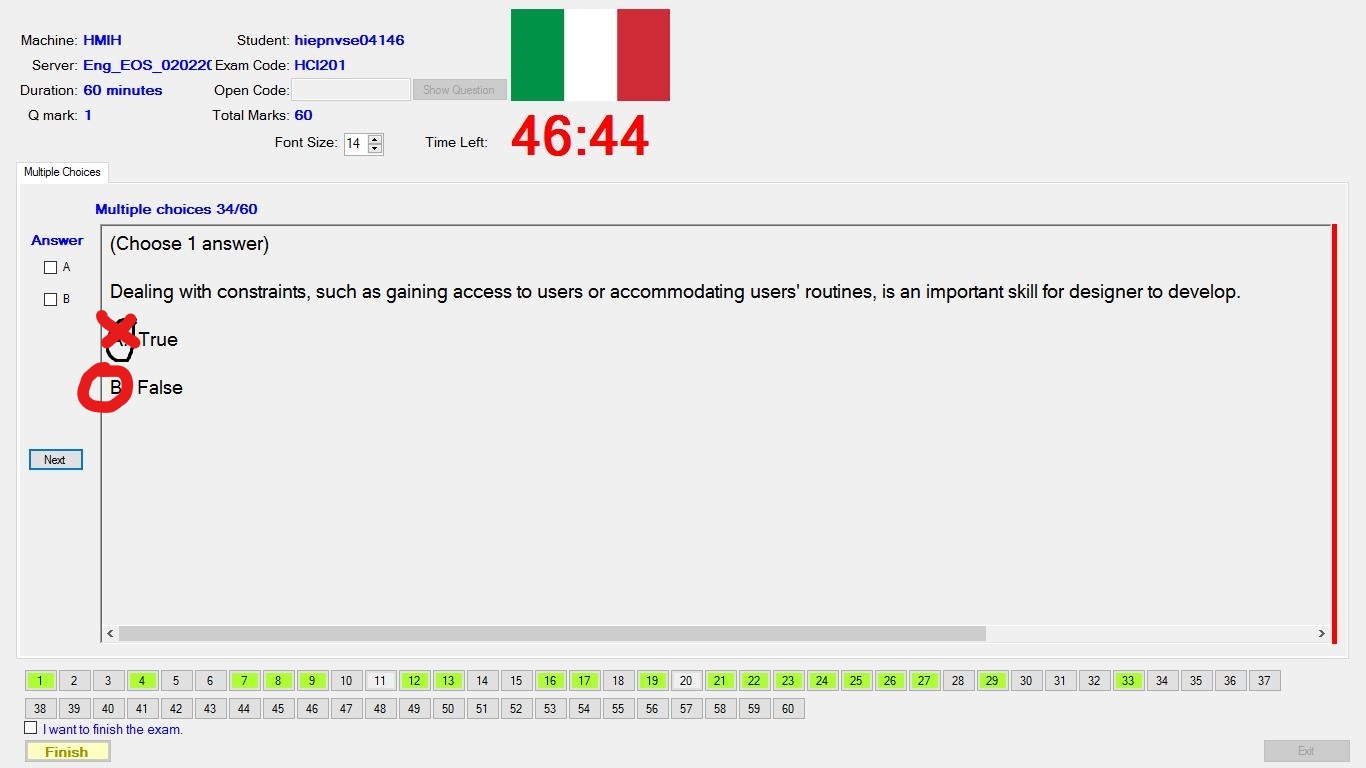 Machine: HMIH Student: hiepnvse04146
Server: Eng_EOS_020220 Exam Code: HCI201
Duration: 60 minutes Open Code: Show Question
Q mark: 1 Total Marks: 60
Font Size: 14 Time Left: 46:44
Multiple Choices
Multiple choices 34/60
Answer
(Choose 1 answer)
A
Dealing with constraints, such as gaining access to users or accommodating users' routines, is an important skill for designer to develop.
B
True
B False
Next
1 2 3 4 5 6 7 8 9 10 11 12 13 14 15 16 17 18 19 20 21 22 23 24 25 26 27 28 29 30 31 32 33 34 35 36 37
38 39 40 41 42 43 44 45 46 47 48 49 50 51 52 53 54 55 56 57 58 59 60
I want to finish the exam.
Finish Exit